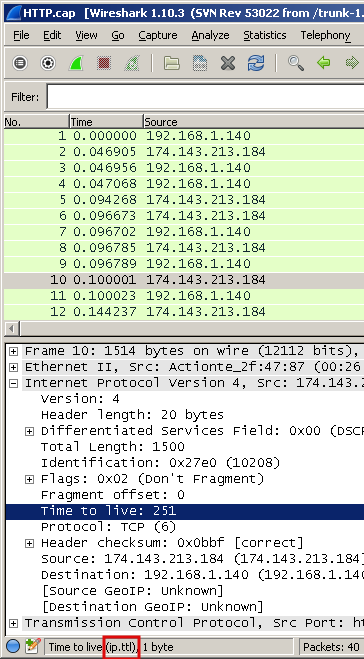 HTTP.cap [Wireshark 1.10.3 (SVN Rev 53022 from /trunk-1.
File Edit View Go Capture Analyze Statistics Telephony
Filter:
No. Time Source
1 0.000000 192.168.1.140
2 0.046905 174.143.213.184
3 0.046956 192.168.1.140
4 0.047068 192.168.1.140
5 0.094268 174.143.213.184
6 0.096673 174.143.213.184
7 0.096702 192.168.1.140
8 0.096785 174.143.213.184
9 0.096789 192.168.1.140
10 0.100001 174.143.213.184
11 0.100023 192.168.1.140
12 0.144237 174.143.213.184
Frame 10: 1514 bytes on wire (12112 bits),
Ethernet II, Src: Actionte_2f:47:87 (00:26
Internet Protocol Version 4, Src: 174.143.2
Version: 4
Header length: 20 bytes
Differentiated Services Field: 0x00 (DSCP
Total Length: 1500
Identification: 0x27e0 (10208)
Flags: 0x02 (Don't Fragment)
Fragment offset: 0
Time to live: 251
Protocol: TCP (6)
Header checksum: 0x0bbf [correct]
Source: 174.143.213.184 (174.143.213.184)
Destination: 192.168.1.140 (192.168.1.140
[Source GeoIP: Unknown]
[Destination GeoIP: Unknown]
Transmission Control Protocol, Src Port: ht
Time to live (ip.ttl), 1 byte Packets: 40